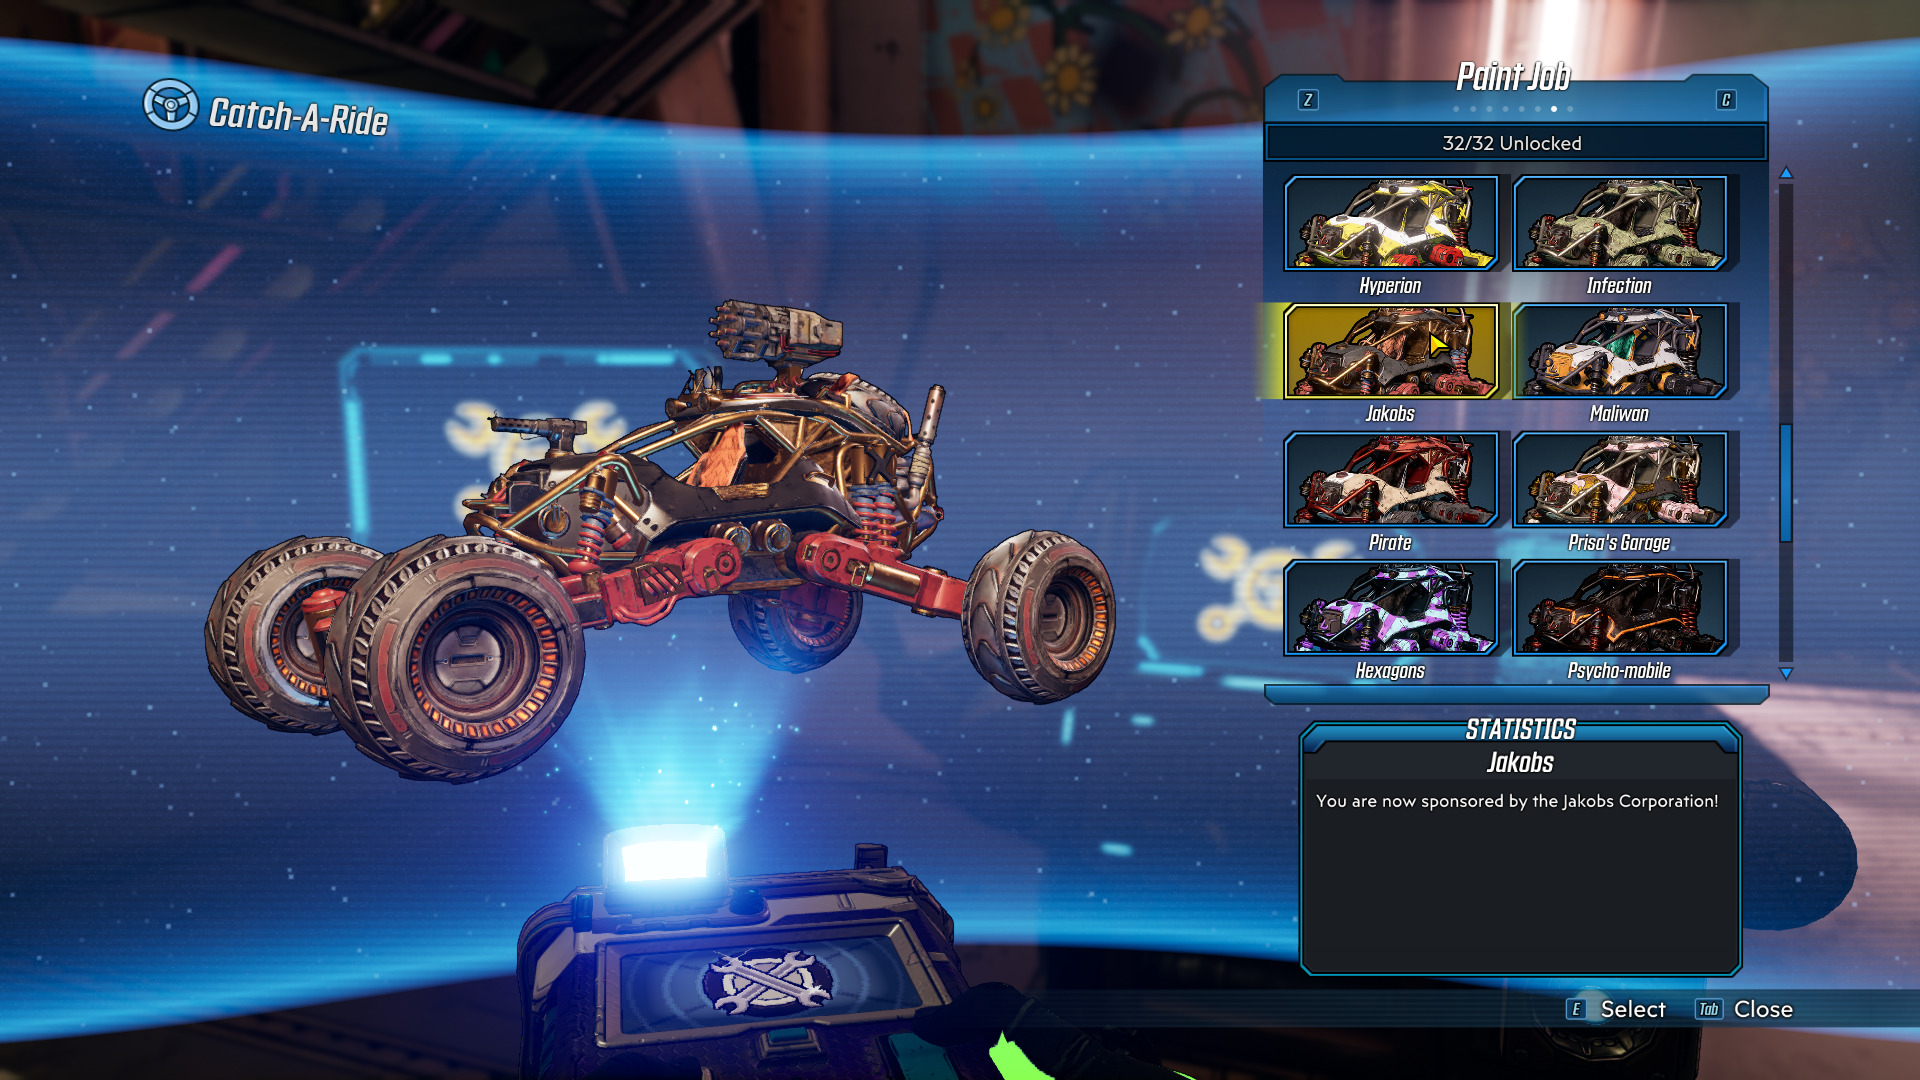 Catch-A-Ride
Paint Job
Z
C
32/32 Unlocked
Hyperion
Infection
Jakobs
Maliwan
Pirate
Prisa's Garage
Hexagons
Psycho-mobile
STATISTICS
Jakobs
You are now sponsored by the Jakobs Corporation!
E Select Tab Close